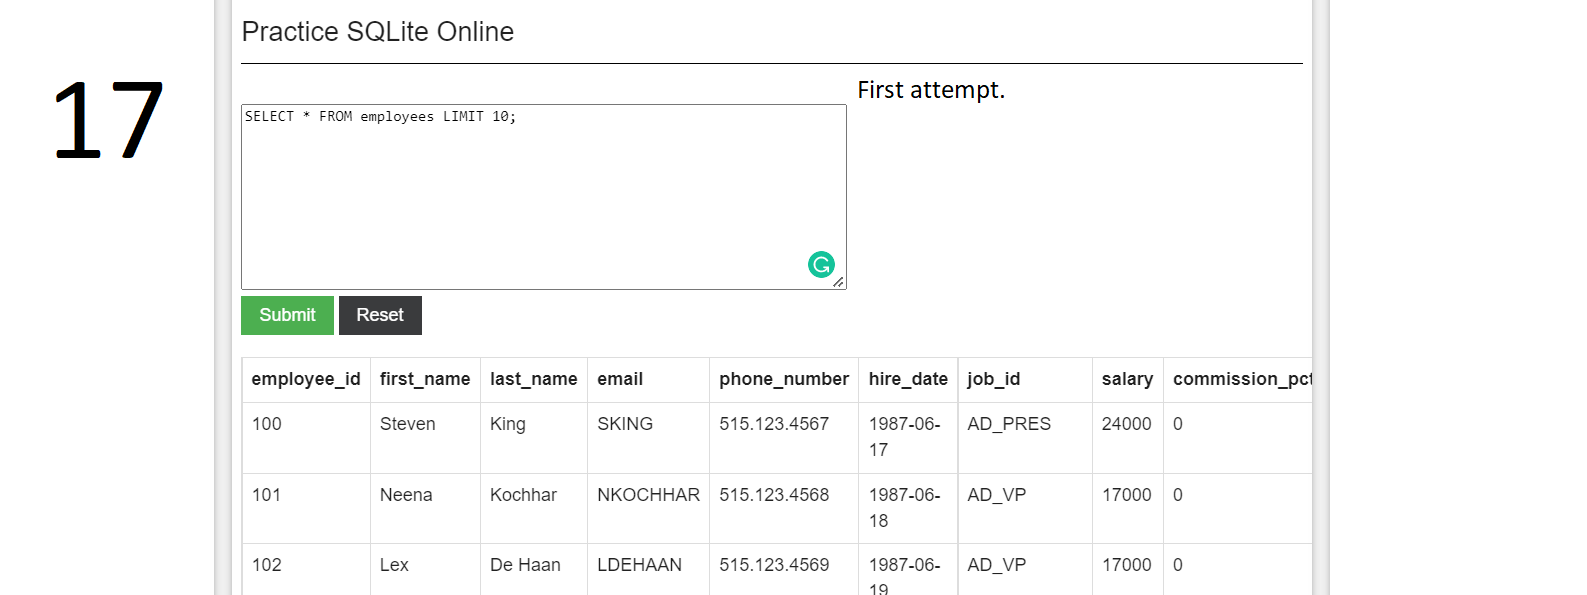 Practice SQLite Online
17
First attempt.
SELECT * FROM employees LIMIT 10;
Submit Reset
employee_id first_name last_name email phone_number hire_date job_id salary commission_pct
100 Steven King SKING 515.123.4567 1987-06-17 AD_PRES 24000 0
101 Neena Kochhar NKOCHHAR 515.123.4568 1987-06-18 AD_VP 17000 0
102 Lex De Haan LDEHAAN 515.123.4569 1987-06-19 AD_VP 17000 0